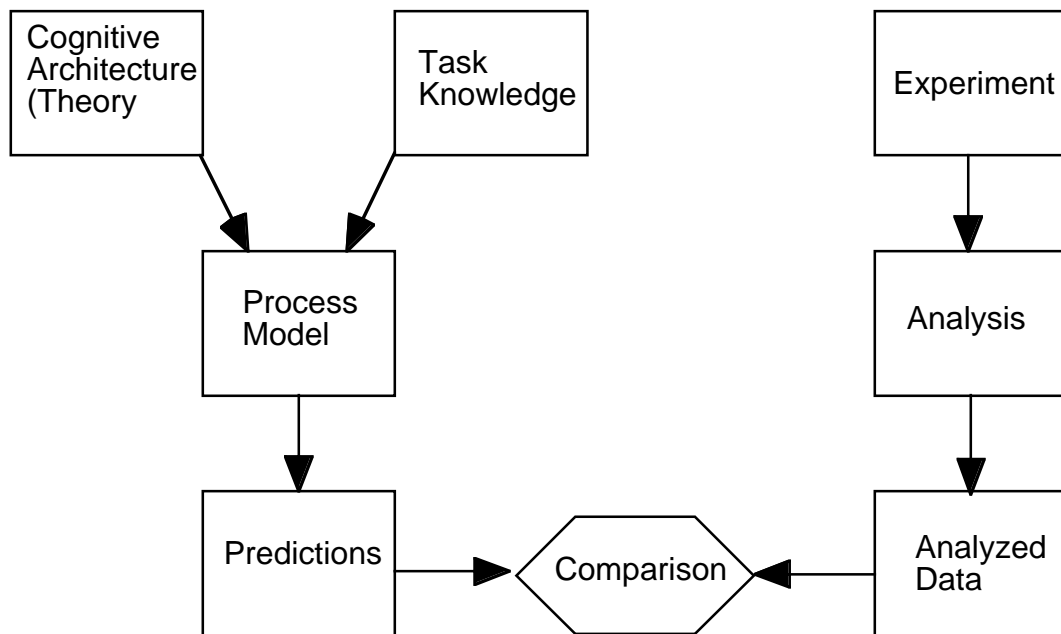 Cognitive
Architecture
(Theory
Task
Knowledge
Experiment
Process
Model
Analysis
Predictions
Comparison
Analyzed
Data